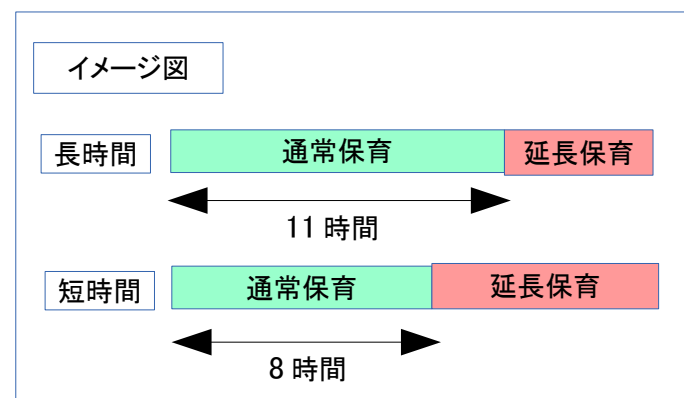 イメージ図
長時間
通常保育
延長保育
11 時間
短時間
通常保育
延長保育
8 時間